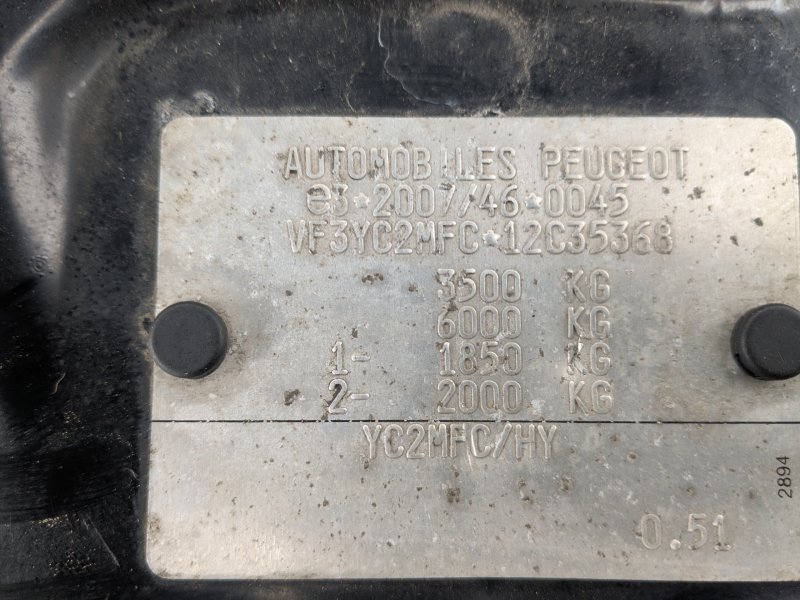 AUTOMOBILES PEUGEOT
e3*2007/46*0045
VF3YC2MFC*12C35368
3500 KG
6000 KG
1- 1850 KG
2- 2000 KG
YC2MFC/HY
2894
0.51